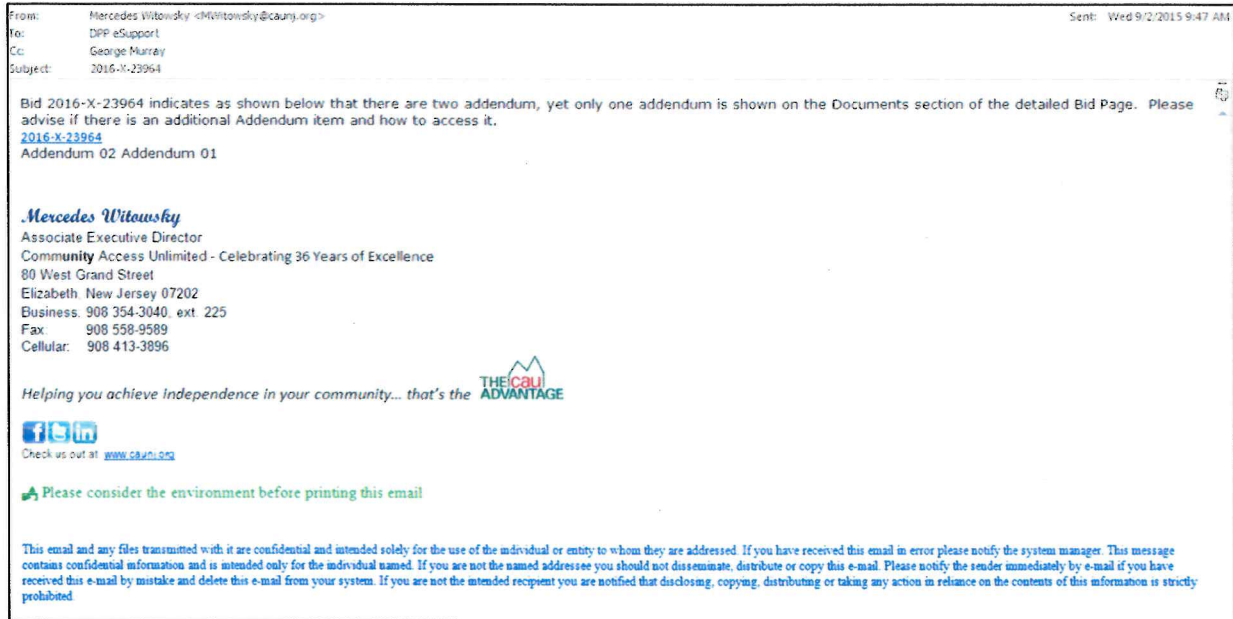 From: Mercedes Witowsky <MWitowsky@caunj.org> Sent: Wed 9/2/2015 9:47 AM
To: DPP eSupport
Cc: George Murray
Subject: 2016-X-23964
Bid 2016-X-23964 indicates as shown below that there are two addendum, yet only one addendum is shown on the Documents section of the detailed Bid Page. Please
advise if there is an additional Addendum item and how to access it.
2016-X-23964
Addendum 02 Addendum 01
Mercedes Witowsky
Associate Executive Director
Community Access Unlimited - Celebrating 36 Years of Excellence
80 West Grand Street
Elizabeth, New Jersey 07202
Business: 908 354-3040, ext. 225
Fax: 908 558-9589
Cellular: 908 413-3896
Helping you achieve independence in your community... that's the THE cau ADVANTAGE
f t in
Check us out at www.caunj.org
Please consider the environment before printing this email
This email and any files transmitted with it are confidential and intended solely for the use of the individual or entity to whom they are addressed. If you have received this email in error please notify the system manager. This message
contains confidential information and is intended only for the individual named. If you are not the named addressee you should not disseminate, distribute or copy this e-mail. Please notify the sender immediately by e-mail if you have
received this e-mail by mistake and delete this e-mail from your system. If you are not the intended recipient you are notified that disclosing, copying, distributing or taking any action in reliance on the contents of this information is strictly
prohibited.